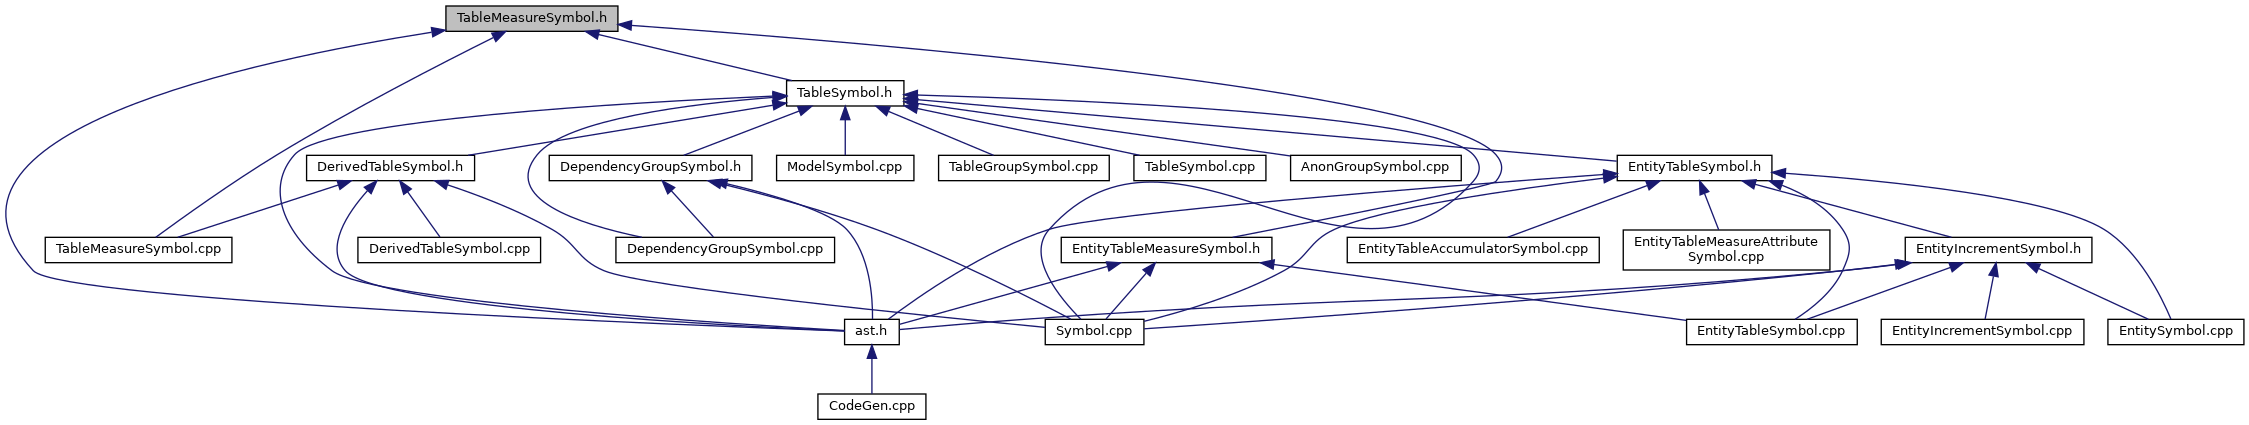 TableMeasureSymbol.h
TableSymbol.h
DerivedTableSymbol.h
DependencyGroupSymbol.h
ModelSymbol.cpp
TableGroupSymbol.cpp
TableSymbol.cpp
AnonGroupSymbol.cpp
EntityTableSymbol.h
TableMeasureSymbol.cpp
DerivedTableSymbol.cpp
DependencyGroupSymbol.cpp
EntityTableMeasureSymbol.h
EntityTableAccumulatorSymbol.cpp
EntityTableMeasureAttribute
Symbol.cpp
EntityIncrementSymbol.h
ast.h
Symbol.cpp
EntityTableSymbol.cpp
EntityIncrementSymbol.cpp
EntitySymbol.cpp
CodeGen.cpp